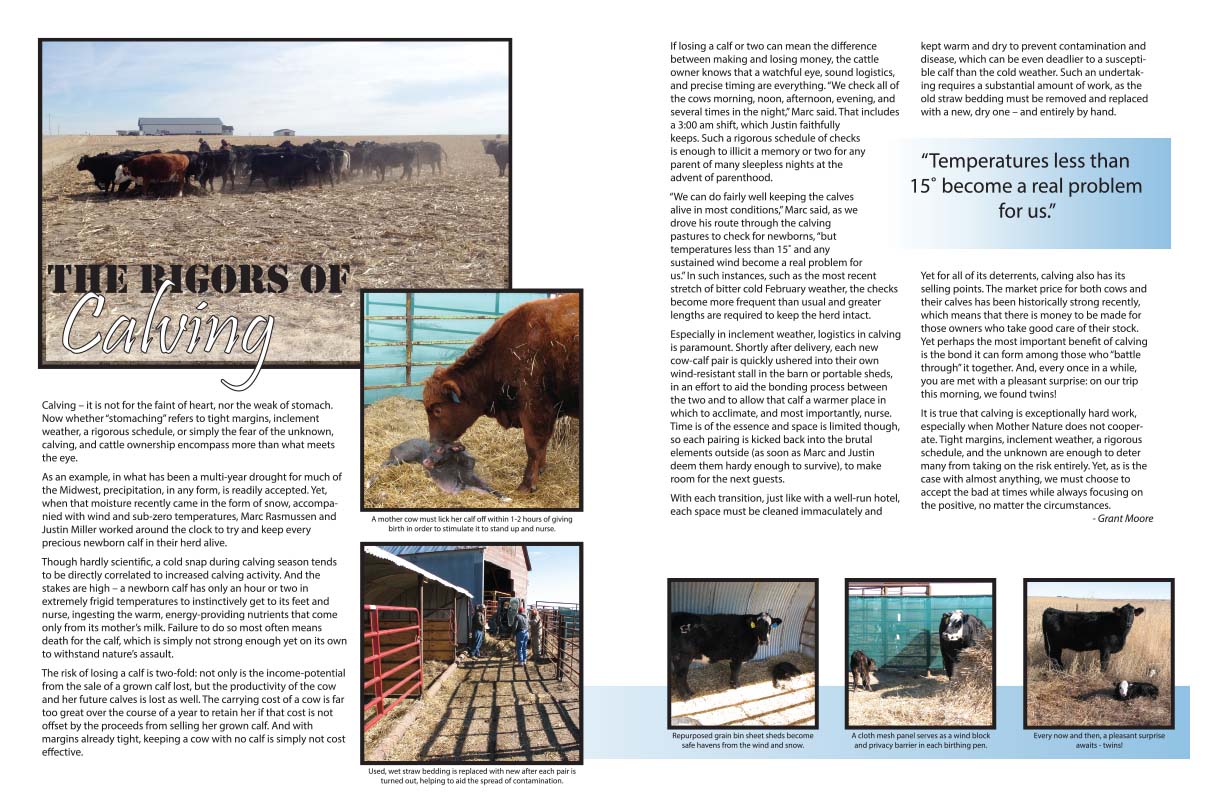 THE RIGORS OF
Calving
Calving – it is not for the faint of heart, nor the weak of stomach.
Now whether “stomaching” refers to tight margins, inclement
weather, a rigorous schedule, or simply the fear of the unknown,
calving, and cattle ownership encompass more than what meets
the eye.
As an example, in what has been a multi-year drought for much of
the Midwest, precipitation, in any form, is readily accepted. Yet,
when that moisture recently came in the form of snow, accompa-
nied with wind and sub-zero temperatures, Marc Rasmussen and
Justin Miller worked around the clock to try and keep every
precious newborn calf in their herd alive.
Though hardly scientific, a cold snap during calving season tends
to be directly correlated to increased calving activity. And the
stakes are high – a newborn calf has only an hour or two in
extremely frigid temperatures to instinctively get to its feet and
nurse, ingesting the warm, energy-providing nutrients that come
only from its mother’s milk. Failure to do so most often means
death for the calf, which is simply not strong enough yet on its own
to withstand nature’s assault.
The risk of losing a calf is two-fold: not only is the income-potential
from the sale of a grown calf lost, but the productivity of the cow
and her future calves is lost as well. The carrying cost of a cow is far
too great over the course of a year to retain her if that cost is not
offset by the proceeds from selling her grown calf. And with
margins already tight, keeping a cow with no calf is simply not cost
effective.
A mother cow must lick her calf off within 1-2 hours of giving
birth in order to stimulate it to stand up and nurse.
Used, wet straw bedding is replaced with new after each pair is
turned out, helping to aid the spread of contamination.
If losing a calf or two can mean the difference
between making and losing money, the cattle
owner knows that a watchful eye, sound logistics,
and precise timing are everything. “We check all of
the cows morning, noon, afternoon, evening, and
several times in the night,” Marc said. That includes
a 3:00 am shift, which Justin faithfully
keeps. Such a rigorous schedule of checks
is enough to illicit a memory or two for any
parent of many sleepless nights at the
advent of parenthood.
“We can do fairly well keeping the calves
alive in most conditions,” Marc said, as we
drove his route through the calving
pastures to check for newborns, “but
temperatures less than 15˚ and any
sustained wind become a real problem for
us.” In such instances, such as the most recent
stretch of bitter cold February weather, the checks
become more frequent than usual and greater
lengths are required to keep the herd intact.
Especially in inclement weather, logistics in calving
is paramount. Shortly after delivery, each new
cow-calf pair is quickly ushered into their own
wind-resistant stall in the barn or portable sheds,
in an effort to aid the bonding process between
the two and to allow that calf a warmer place in
which to acclimate, and most importantly, nurse.
Time is of the essence and space is limited though,
so each pairing is kicked back into the brutal
elements outside (as soon as Marc and Justin
deem them hardy enough to survive), to make
room for the next guests.
With each transition, just like with a well-run hotel,
each space must be cleaned immaculately and
kept warm and dry to prevent contamination and
disease, which can be even deadlier to a suscepti-
ble calf than the cold weather. Such an undertak-
ing requires a substantial amount of work, as the
old straw bedding must be removed and replaced
with a new, dry one – and entirely by hand.
“Temperatures less than
15˚ become a real problem
for us.”
Yet for all of its deterrents, calving also has its
selling points. The market price for both cows and
their calves has been historically strong recently,
which means that there is money to be made for
those owners who take good care of their stock.
Yet perhaps the most important benefit of calving
is the bond it can form among those who “battle
through” it together. And, every once in a while,
you are met with a pleasant surprise: on our trip
this morning, we found twins!
It is true that calving is exceptionally hard work,
especially when Mother Nature does not cooper-
ate. Tight margins, inclement weather, a rigorous
schedule, and the unknown are enough to deter
many from taking on the risk entirely. Yet, as is the
case with almost anything, we must choose to
accept the bad at times while always focusing on
the positive, no matter the circumstances.
- Grant Moore
Repurposed grain bin sheet sheds become
safe havens from the wind and snow.
A cloth mesh panel serves as a wind block
and privacy barrier in each birthing pen.
Every now and then, a pleasant surprise
awaits - twins!